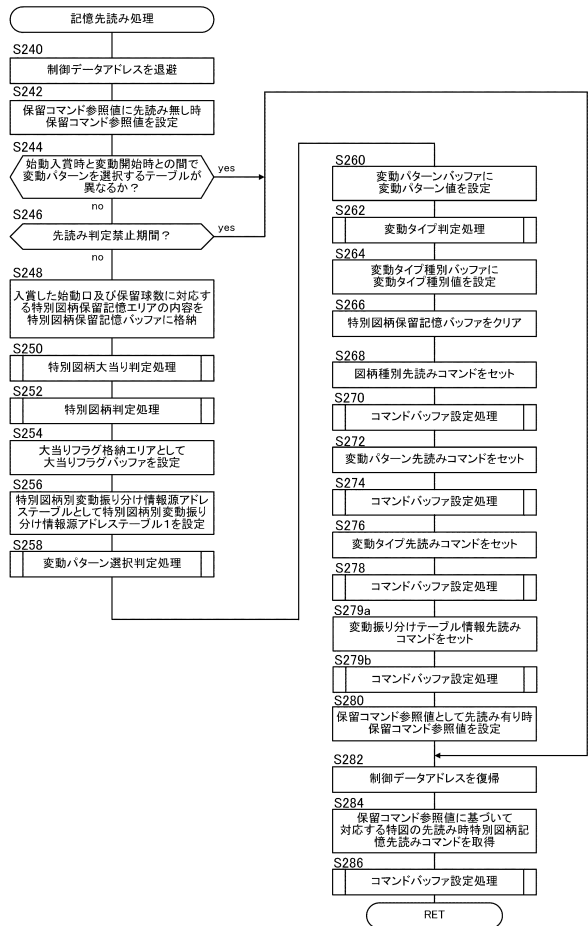 記憶先読み処理
S240
制御データアドレスを退避
S242
保留コマンド参照値に先読み無し時
保留コマンド参照値を設定
S244
始動入賞時と変動開始時との間で
変動パターンを選択するテーブルが
異なるか？
yes
no
S246
先読み判定禁止期間？
yes
no
S248
入賞した始動口及び保留球数に対応す
る特別図柄保留記憶エリアの内容を
特別図柄保留記憶バッファに格納
S250
特別図柄大当り判定処理
S252
特別図柄判定処理
S254
大当りフラグ格納エリアとして
大当りフラグバッファを設定
S256
特別図柄別変動振り分け情報源アドレ
ステーブルとして特別図柄別変動振り
分け情報源アドレステーブル1を設定
S258
変動パターン選択判定処理
S260
変動パターンバッファに
変動パターン値を設定
S262
変動タイプ判定処理
S264
変動タイプ種別バッファに
変動タイプ種別値を設定
S266
特別図柄保留記憶バッファをクリア
S268
図柄種別先読みコマンドをセット
S270
コマンドバッファ設定処理
S272
変動パターン先読みコマンドをセット
S274
コマンドバッファ設定処理
S276
変動タイプ先読みコマンドをセット
S278
コマンドバッファ設定処理
S279a
変動振り分けテーブル情報先読み
コマンドをセット
S279b
コマンドバッファ設定処理
S280
保留コマンド参照値として先読み有り時
保留コマンド参照値を設定
S282
制御データアドレスを復帰
S284
保留コマンド参照値に基づいて
対応する特図の先読み時特別図柄記
憶先読みコマンドを取得
S286
コマンドバッファ設定処理
RET